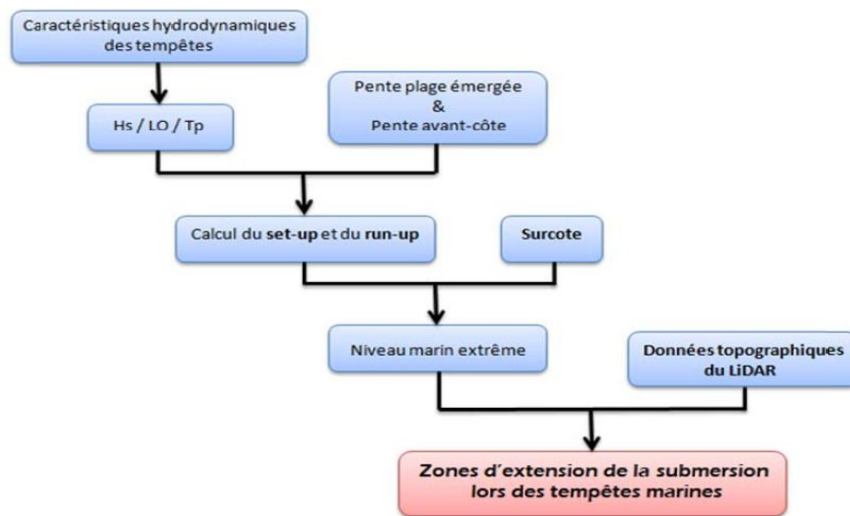 Caractéristiques hydrodynamiques
des tempêtes
Pente plage émergée
&
Pente avant-côte
Hs / LO / Tp
Calcul du set-up et du run-up
Surcote
Niveau marin extrême
Données topographiques
du LiDAR
Zones d'extension de la submersion
lors des tempêtes marines